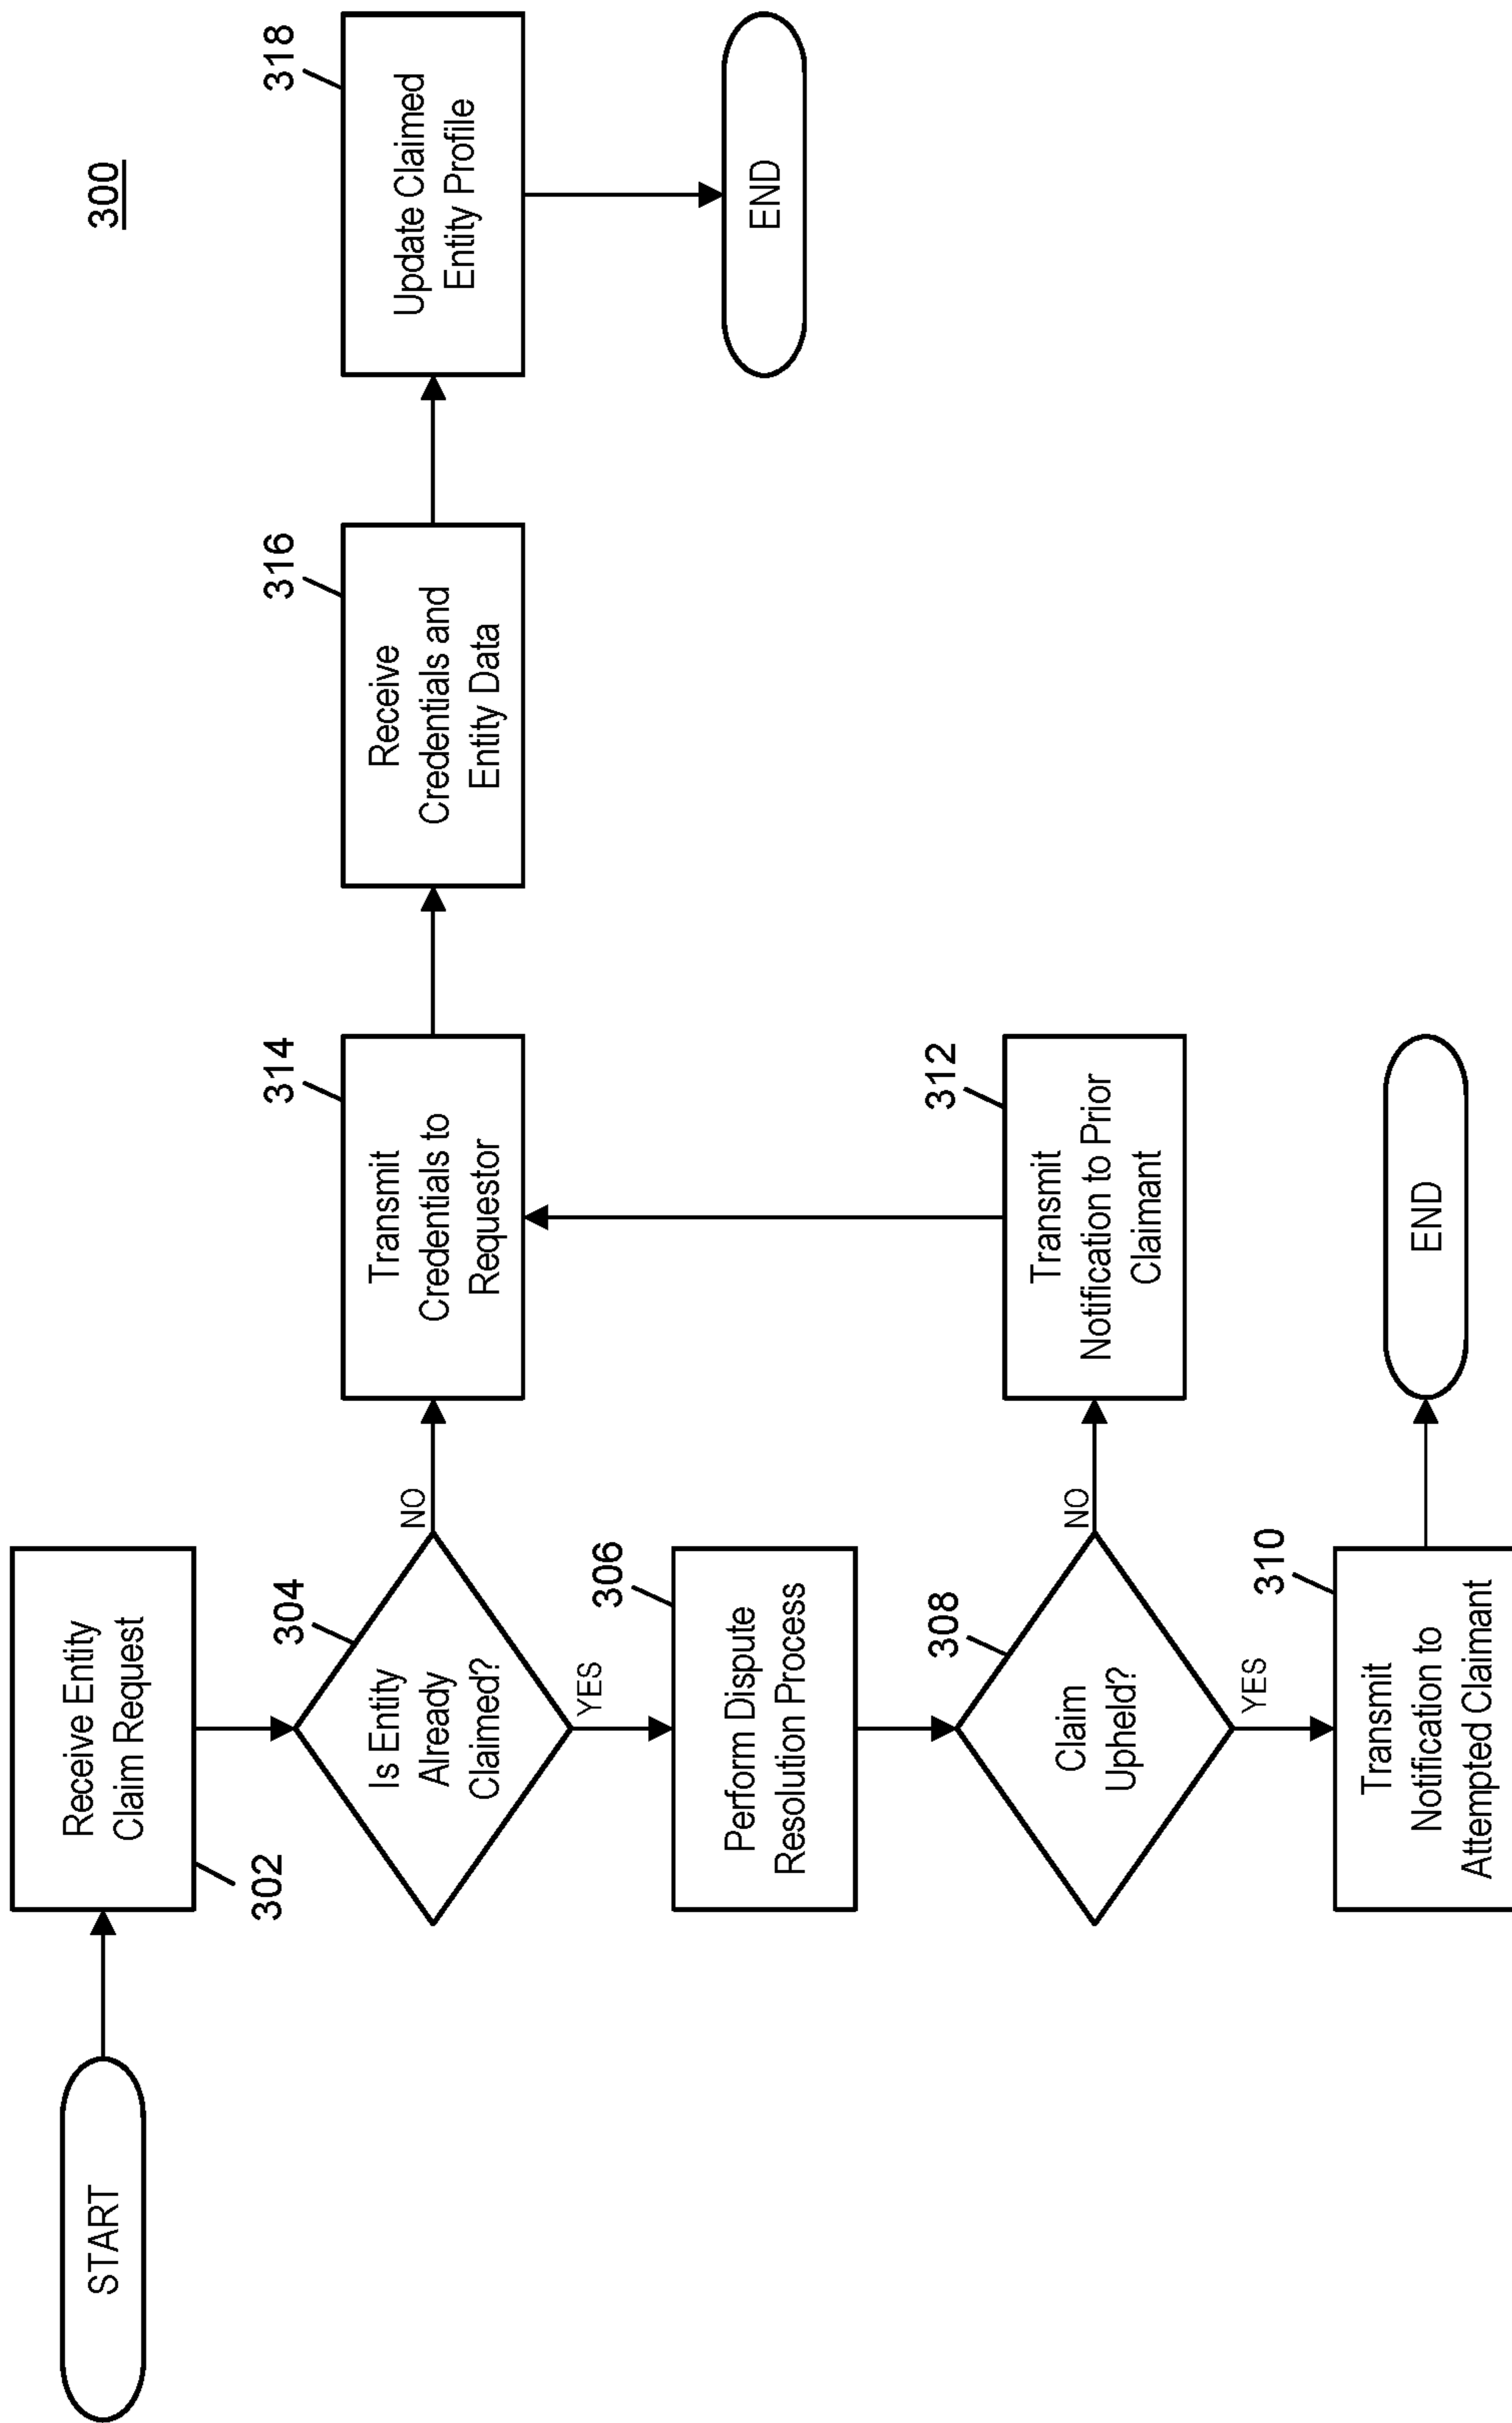 300
START
Receive Entity
Claim Request
302
304
Is Entity
Already
Claimed?
NO
YES
314
Transmit
Credentials to
Requestor
316
Receive
Credentials and
Entity Data
318
Update Claimed
Entity Profile
END
306
Perform Dispute
Resolution Process
308
Claim
Upheld?
NO
YES
312
Transmit
Notification to Prior
Claimant
310
Transmit
Notification to
Attempted Claimant
END